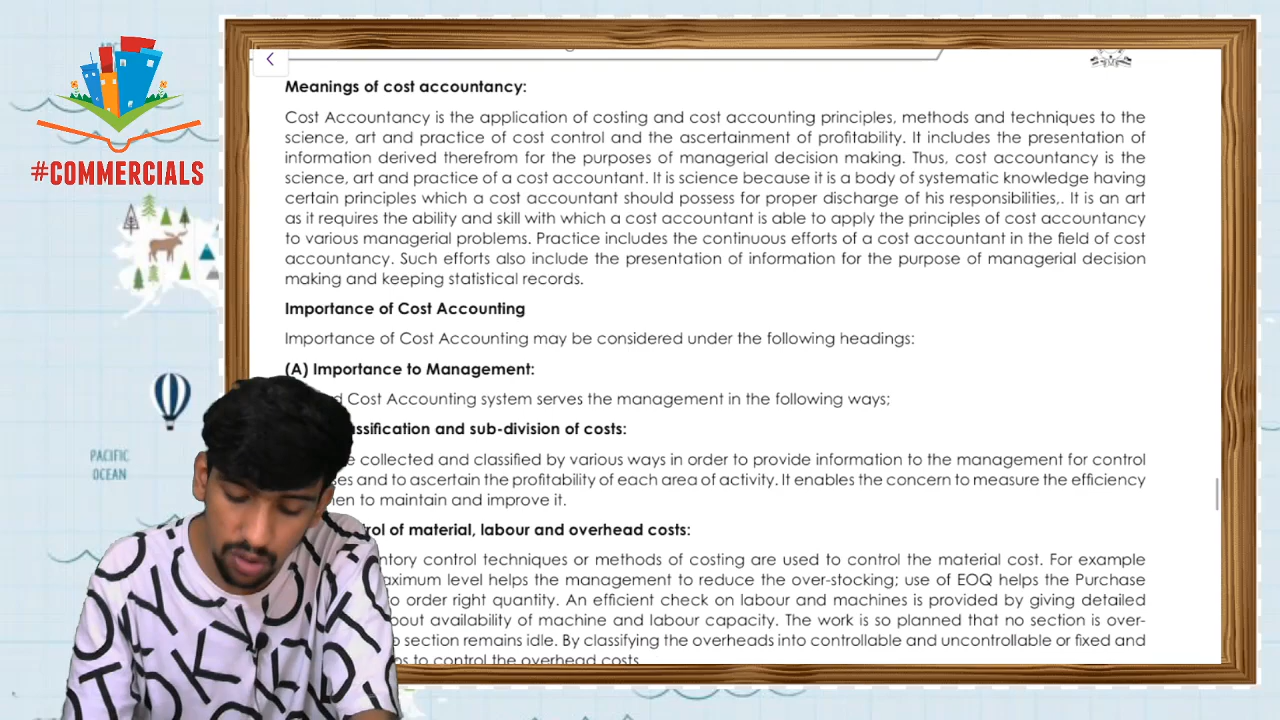 #COMMERCIALS
PACIFIC
OCEAN
Meanings of cost accountancy:
Cost Accountancy is the application of costing and cost accounting principles, methods and techniques to the
science, art and practice of cost control and the ascertainment of profitability. It includes the presentation of
information derived therefrom for the purposes of managerial decision making. Thus, cost accountancy is the
science, art and practice of a cost accountant. It is science because it is a body of systematic knowledge having
certain principles which a cost accountant should possess for proper discharge of his responsibilities,. It is an art
as it requires the ability and skill with which a cost accountant is able to apply the principles of cost accountancy
to various managerial problems. Practice includes the continuous efforts of a cost accountant in the field of cost
accountancy. Such efforts also include the presentation of information for the purpose of managerial decision
making and keeping statistical records.
Importance of Cost Accounting
Importance of Cost Accounting may be considered under the following headings:
(A) Importance to Management:
Cost Accounting system serves the management in the following ways;
and sub-division of costs:
collected and classified by various ways in order to provide information to the management for control
and to ascertain the profitability of each area of activity. It enables the concern to measure the efficiency
to maintain and improve it.
of material, labour and overhead costs:
control techniques or methods of costing are used to control the material cost. For example
level helps the management to reduce the over-stocking; use of EOQ helps the Purchase
order right quantity. An efficient check on labour and machines is provided by giving detailed
availability of machine and labour capacity. The work is so planned that no section is over-
section remains idle. By classifying the overheads into controllable and uncontrollable or fixed and
to control the overhead costs.